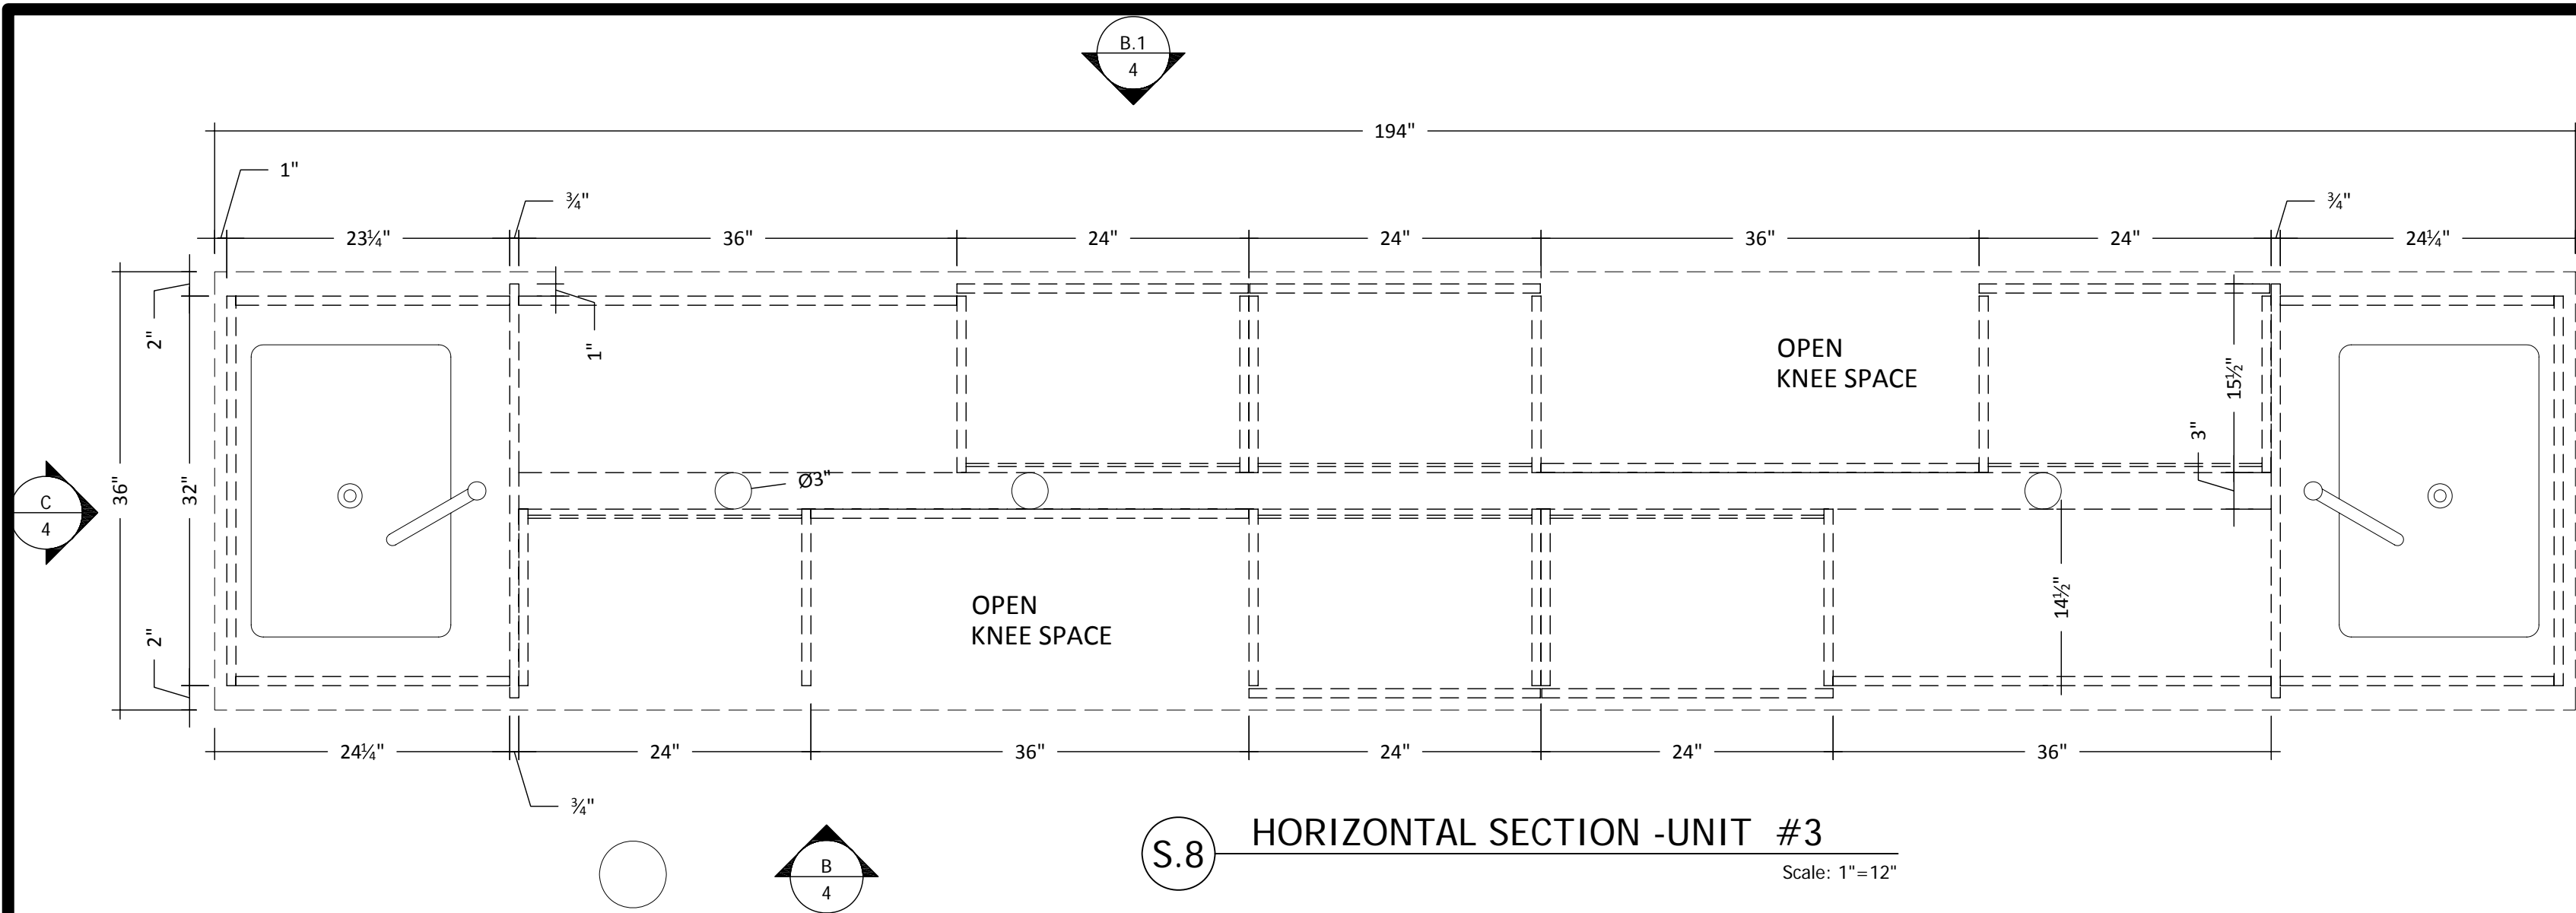 B.1
4
194"
1"
¾"
¾"
23¼"
36"
24"
24"
36"
24"
24¼"
2"
1"
OPEN
KNEE SPACE
15½"
3"
36"
32"
Ø3"
C
4
14½"
OPEN
KNEE SPACE
2"
24¼"
24"
36"
24"
24"
36"
¾"
B
4
S.8
HORIZONTAL SECTION -UNIT #3
Scale: 1"=12"